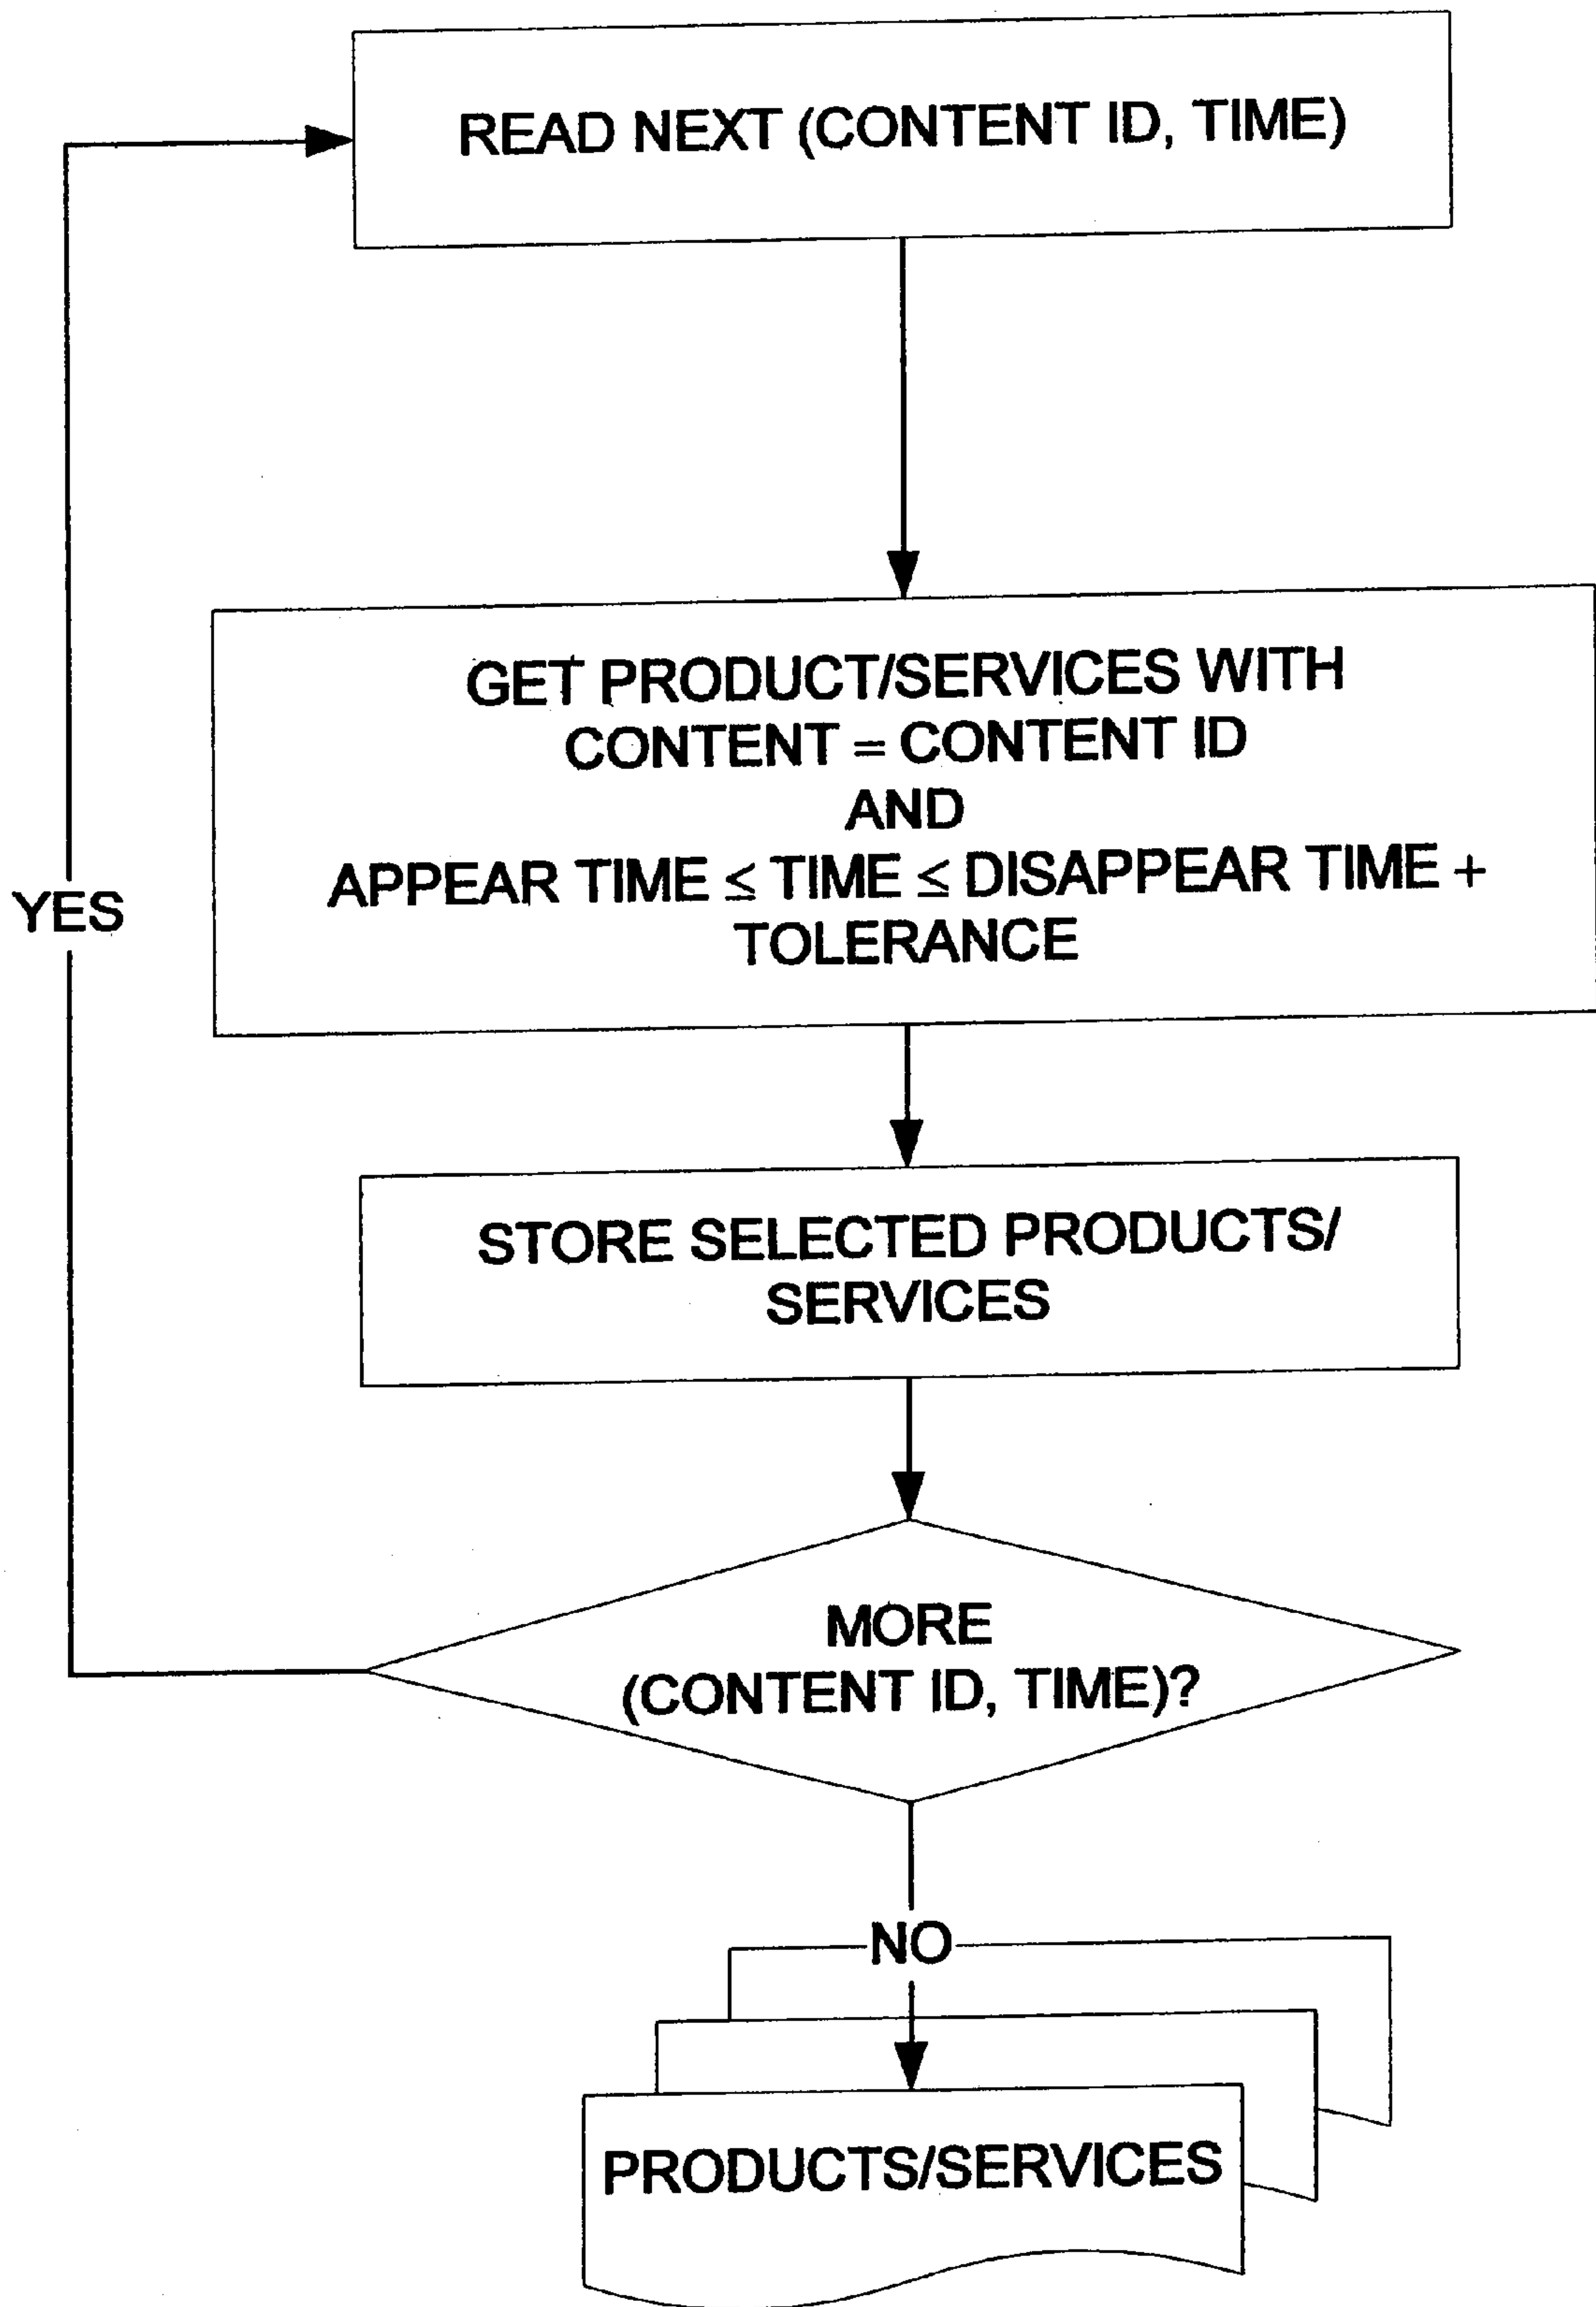 READ NEXT (CONTENT ID, TIME)
GET PRODUCT/SERVICES WITH
CONTENT = CONTENT ID
AND
APPEAR TIME ≤ TIME ≤ DISAPPEAR TIME +
TOLERANCE
YES
STORE SELECTED PRODUCTS/
SERVICES
MORE
(CONTENT ID, TIME)?
NO
PRODUCTS/SERVICES